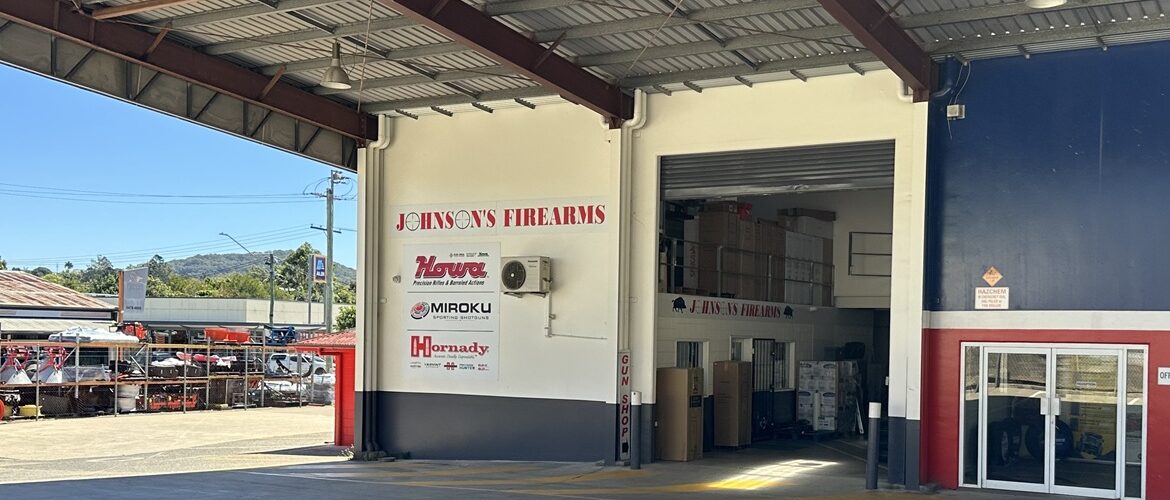 JOHNSON'S FIREARMS
Howa
Precision Rifles & Barreled Actions
MIROKU
SPORTING SHOTGUNS
Hornady
GUN SHOP
JOHNSON'S FIREARMS
HAZCHEM